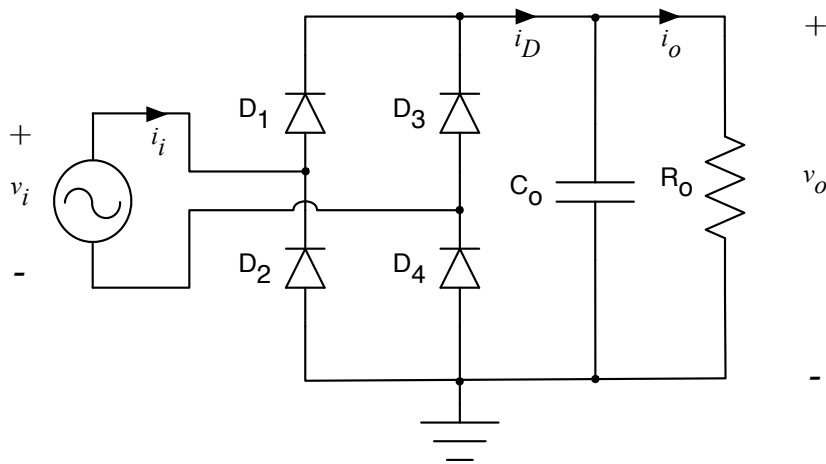 +
i_D
i_o
+
D_1
D_3
+
i_i
v_i
C_o
R_o
v_o
-
D_2
D_4
-